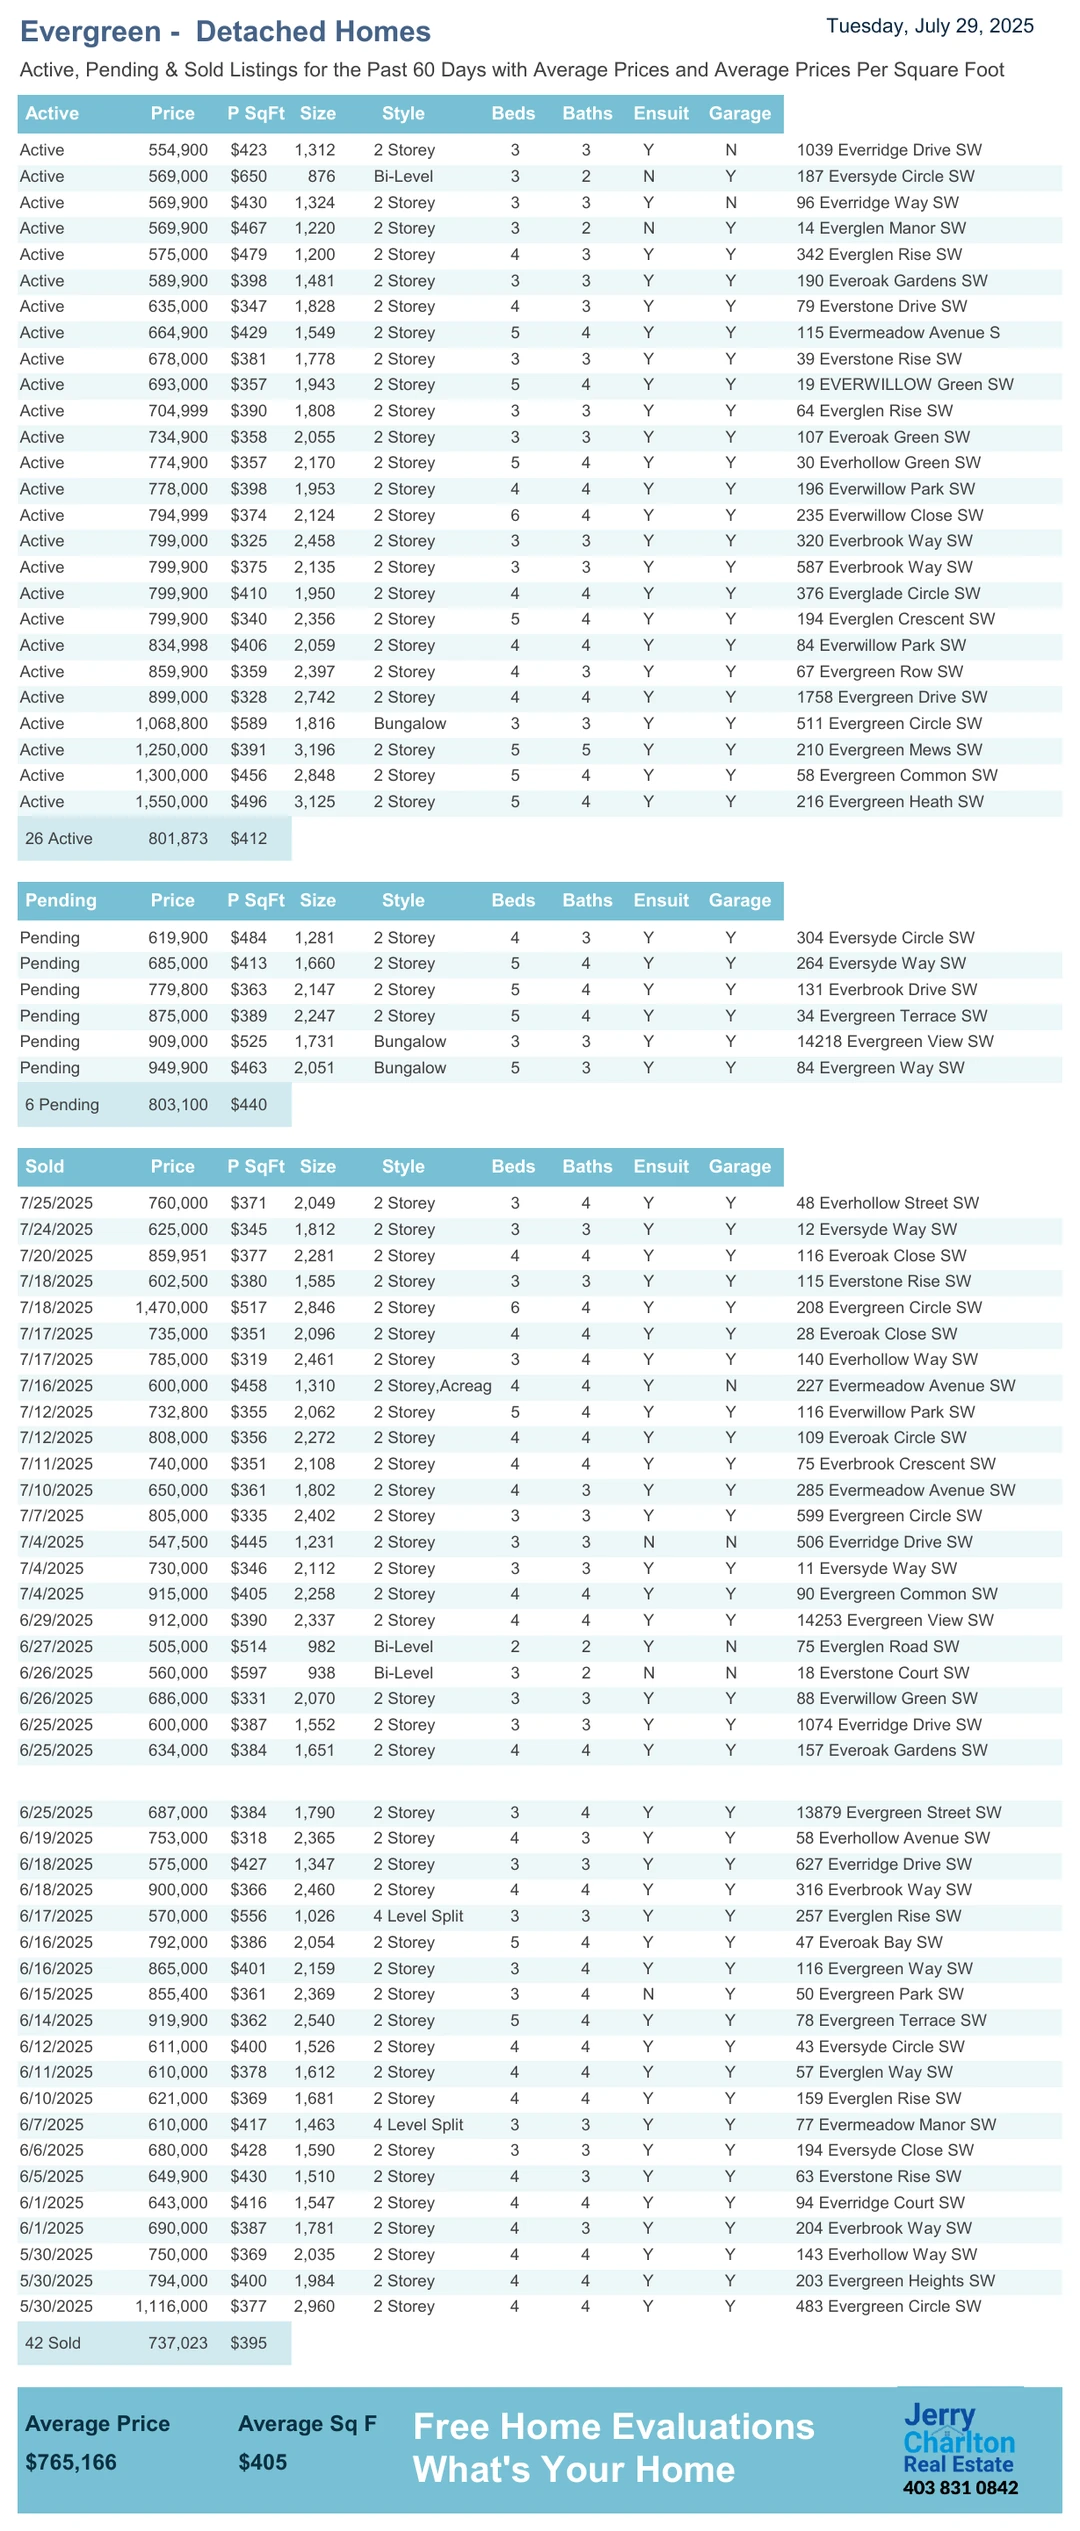 Evergreen - Detached Homes
Tuesday, July 29, 2025
Active, Pending & Sold Listings for the Past 60 Days with Average Prices and Average Prices Per Square Foot
Active Price P SqFt Size Style Beds Baths Ensuit Garage
Active 554,900 $423 1,312 2 Storey 3 3 Y N 1039 Everridge Drive SW
Active 569,000 $650 876 Bi-Level 3 2 N Y 187 Eversyde Circle SW
Active 569,900 $430 1,324 2 Storey 3 3 Y N 96 Everridge Way SW
Active 569,900 $467 1,220 2 Storey 3 2 N Y 14 Everglen Manor SW
Active 575,000 $479 1,200 2 Storey 4 3 Y Y 342 Everglen Rise SW
Active 589,900 $398 1,481 2 Storey 3 3 Y Y 190 Everoak Gardens SW
Active 635,000 $347 1,828 2 Storey 4 3 Y Y 79 Everstone Drive SW
Active 664,900 $429 1,549 2 Storey 5 4 Y Y 115 Evermeadow Avenue S
Active 678,000 $381 1,778 2 Storey 3 3 Y Y 39 Everstone Rise SW
Active 693,000 $357 1,943 2 Storey 5 4 Y Y 19 EVERWILLOW Green SW
Active 704,999 $390 1,808 2 Storey 3 3 Y Y 64 Everglen Rise SW
Active 734,900 $358 2,055 2 Storey 3 3 Y Y 107 Everoak Green SW
Active 774,900 $357 2,170 2 Storey 5 4 Y Y 30 Everhollow Green SW
Active 778,000 $398 1,953 2 Storey 4 4 Y Y 196 Everwillow Park SW
Active 794,999 $374 2,124 2 Storey 6 4 Y Y 235 Everwillow Close SW
Active 799,000 $325 2,458 2 Storey 3 3 Y Y 320 Everbrook Way SW
Active 799,900 $375 2,135 2 Storey 3 3 Y Y 587 Everbrook Way SW
Active 799,900 $410 1,950 2 Storey 4 4 Y Y 376 Everglade Circle SW
Active 799,900 $340 2,356 2 Storey 5 4 Y Y 194 Everglen Crescent SW
Active 834,998 $406 2,059 2 Storey 4 4 Y Y 84 Everwillow Park SW
Active 859,900 $359 2,397 2 Storey 4 3 Y Y 67 Evergreen Row SW
Active 899,000 $328 2,742 2 Storey 4 4 Y Y 1758 Evergreen Drive SW
Active 1,068,800 $589 1,816 Bungalow 3 3 Y Y 511 Evergreen Circle SW
Active 1,250,000 $391 3,196 2 Storey 5 5 Y Y 210 Evergreen Mews SW
Active 1,300,000 $456 2,848 2 Storey 5 4 Y Y 58 Evergreen Common SW
Active 1,550,000 $496 3,125 2 Storey 5 4 Y Y 216 Evergreen Heath SW
26 Active 801,873 $412
Pending Price P SqFt Size Style Beds Baths Ensuit Garage
Pending 619,900 $484 1,281 2 Storey 4 3 Y Y 304 Eversyde Circle SW
Pending 685,000 $413 1,660 2 Storey 5 4 Y Y 264 Eversyde Way SW
Pending 779,800 $363 2,147 2 Storey 5 4 Y Y 131 Everbrook Drive SW
Pending 875,000 $389 2,247 2 Storey 5 4 Y Y 34 Evergreen Terrace SW
Pending 909,000 $525 1,731 Bungalow 3 3 Y Y 14218 Evergreen View SW
Pending 949,900 $463 2,051 Bungalow 5 3 Y Y 84 Evergreen Way SW
6 Pending 803,100 $440
Sold Price P SqFt Size Style Beds Baths Ensuit Garage
7/25/2025 760,000 $371 2,049 2 Storey 3 4 Y Y 48 Everhollow Street SW
7/24/2025 625,000 $345 1,812 2 Storey 3 3 Y Y 12 Eversyde Way SW
7/20/2025 859,951 $377 2,281 2 Storey 4 4 Y Y 116 Everoak Close SW
7/18/2025 602,500 $380 1,585 2 Storey 3 3 Y Y 115 Everstone Rise SW
7/18/2025 1,470,000 $517 2,846 2 Storey 6 4 Y Y 208 Evergreen Circle SW
7/17/2025 735,000 $351 2,096 2 Storey 4 4 Y Y 28 Everoak Close SW
7/17/2025 785,000 $319 2,461 2 Storey 3 4 Y Y 140 Everhollow Way SW
7/16/2025 600,000 $458 1,310 2 Storey,Acreag 4 4 Y N 227 Evermeadow Avenue SW
7/12/2025 732,800 $355 2,062 2 Storey 5 4 Y Y 116 Everwillow Park SW
7/12/2025 808,000 $356 2,272 2 Storey 4 4 Y Y 109 Everoak Circle SW
7/11/2025 740,000 $351 2,108 2 Storey 4 4 Y Y 75 Everbrook Crescent SW
7/10/2025 650,000 $361 1,802 2 Storey 4 3 Y Y 285 Evermeadow Avenue SW
7/7/2025 805,000 $335 2,402 2 Storey 3 3 Y Y 599 Evergreen Circle SW
7/4/2025 547,500 $445 1,231 2 Storey 3 3 N N 506 Everridge Drive SW
7/4/2025 730,000 $346 2,112 2 Storey 3 3 Y Y 11 Eversyde Way SW
7/4/2025 915,000 $405 2,258 2 Storey 4 4 Y Y 90 Evergreen Common SW
6/29/2025 912,000 $390 2,337 2 Storey 4 4 Y Y 14253 Evergreen View SW
6/27/2025 505,000 $514 982 Bi-Level 2 2 Y N 75 Everglen Road SW
6/26/2025 560,000 $597 938 Bi-Level 3 2 N N 18 Everstone Court SW
6/26/2025 686,000 $331 2,070 2 Storey 3 3 Y Y 88 Everwillow Green SW
6/25/2025 600,000 $387 1,552 2 Storey 3 3 Y Y 1074 Everridge Drive SW
6/25/2025 634,000 $384 1,651 2 Storey 4 4 Y Y 157 Everoak Gardens SW
6/25/2025 687,000 $384 1,790 2 Storey 3 4 Y Y 13879 Evergreen Street SW
6/19/2025 753,000 $318 2,365 2 Storey 4 3 Y Y 58 Everhollow Avenue SW
6/18/2025 575,000 $427 1,347 2 Storey 3 3 Y Y 627 Everridge Drive SW
6/18/2025 900,000 $366 2,460 2 Storey 4 4 Y Y 316 Everbrook Way SW
6/17/2025 570,000 $556 1,026 4 Level Split 3 3 Y Y 257 Everglen Rise SW
6/16/2025 792,000 $386 2,054 2 Storey 5 4 Y Y 47 Everoak Bay SW
6/16/2025 865,000 $401 2,159 2 Storey 3 4 Y Y 116 Evergreen Way SW
6/15/2025 855,400 $361 2,369 2 Storey 3 4 N Y 50 Evergreen Park SW
6/14/2025 919,900 $362 2,540 2 Storey 5 4 Y Y 78 Evergreen Terrace SW
6/12/2025 611,000 $400 1,526 2 Storey 4 4 Y Y 43 Eversyde Circle SW
6/11/2025 610,000 $378 1,612 2 Storey 4 4 Y Y 57 Everglen Way SW
6/10/2025 621,000 $369 1,681 2 Storey 4 4 Y Y 159 Everglen Rise SW
6/7/2025 610,000 $417 1,463 4 Level Split 3 3 Y Y 77 Evermeadow Manor SW
6/6/2025 680,000 $428 1,590 2 Storey 3 3 Y Y 194 Eversyde Close SW
6/5/2025 649,900 $430 1,510 2 Storey 4 3 Y Y 63 Everstone Rise SW
6/1/2025 643,000 $416 1,547 2 Storey 4 4 Y Y 94 Everridge Court SW
6/1/2025 690,000 $387 1,781 2 Storey 4 3 Y Y 204 Everbrook Way SW
5/30/2025 750,000 $369 2,035 2 Storey 4 4 Y Y 143 Everhollow Way SW
5/30/2025 794,000 $400 1,984 2 Storey 4 4 Y Y 203 Evergreen Heights SW
5/30/2025 1,116,000 $377 2,960 2 Storey 4 4 Y Y 483 Evergreen Circle SW
42 Sold 737,023 $395
Average Price Average Sq F
$765,166 $405
Free Home Evaluations
What's Your Home
Jerry
Charlton
Real Estate
403 831 0842